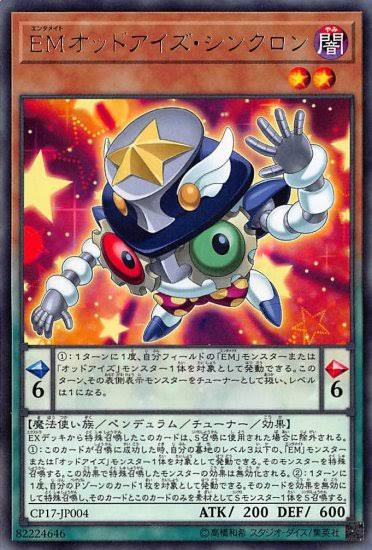 エンタメイト
EMオッドアイズ・シンクロン
やみ
闇
①:1ターンに1度、自分フィールドの「EM」モンスターまたは
「オッドアイズ」モンスター1体を対象として発動できる。この
ターン、その表側表示モンスターをチューナーとして扱い、レベル
は1になる。
6
6
【魔法使い族/ペンデュラム/チューナー/効果】
EXデッキから特殊召喚したこのカードは、S召喚に使用された場合に除外される。
①:このカードが召喚に成功した時、自分の墓地のレベル3以下の、「EM」モンスター
または「オッドアイズ」モンスター1体を対象として発動できる。そのモンスターを特殊召
喚する。この効果で特殊召喚したモンスターの効果は無効化される。②:1ターンに
1度、自分のPゾーンのカード1枚を対象として発動できる。そのカードを効果を無効に
して特殊召喚し、そのカードとこのカードのみを素材としてSモンスター1体をS召喚する。
CP17-JP004
ATK/ 200 DEF/ 600
82224646
©高橋和希 スタジオ・ダイス/集英社